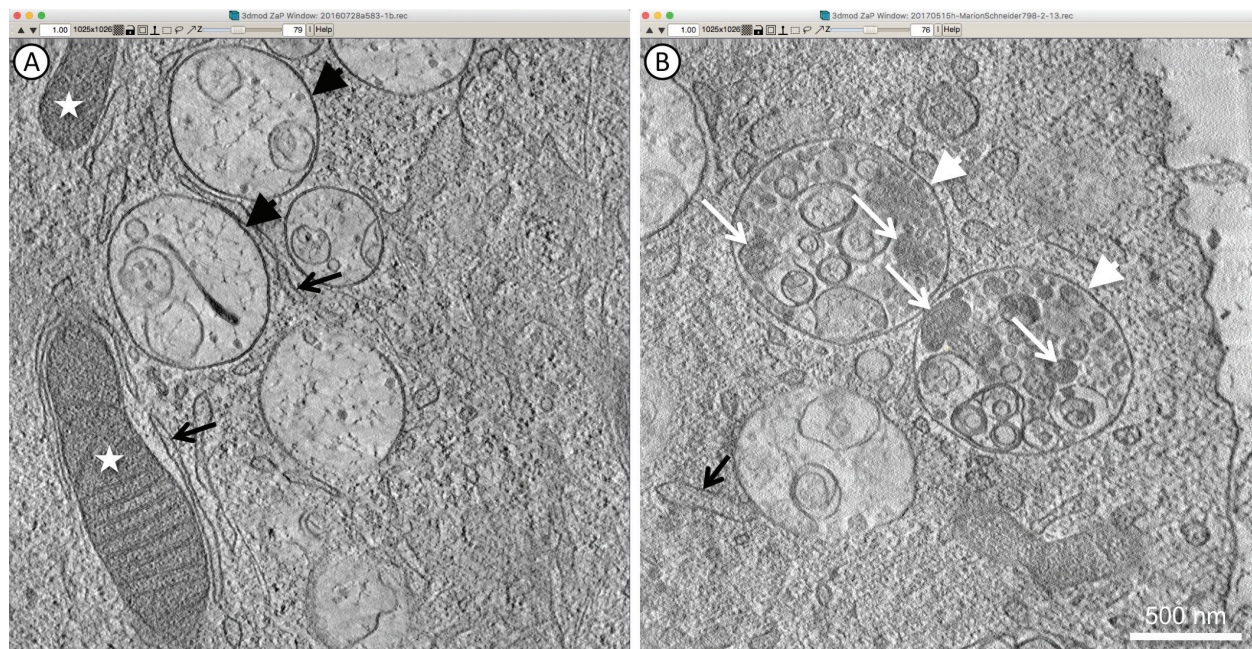 3dmod ZaP Window: 20160728a583-1b.rec
1.00 1025x1026 Z 79 I Help
A
3dmod ZaP Window: 20170515h-MarionSchneider798-2-13.rec
1.00 1025x1026 Z 76 I Help
B
500 nm